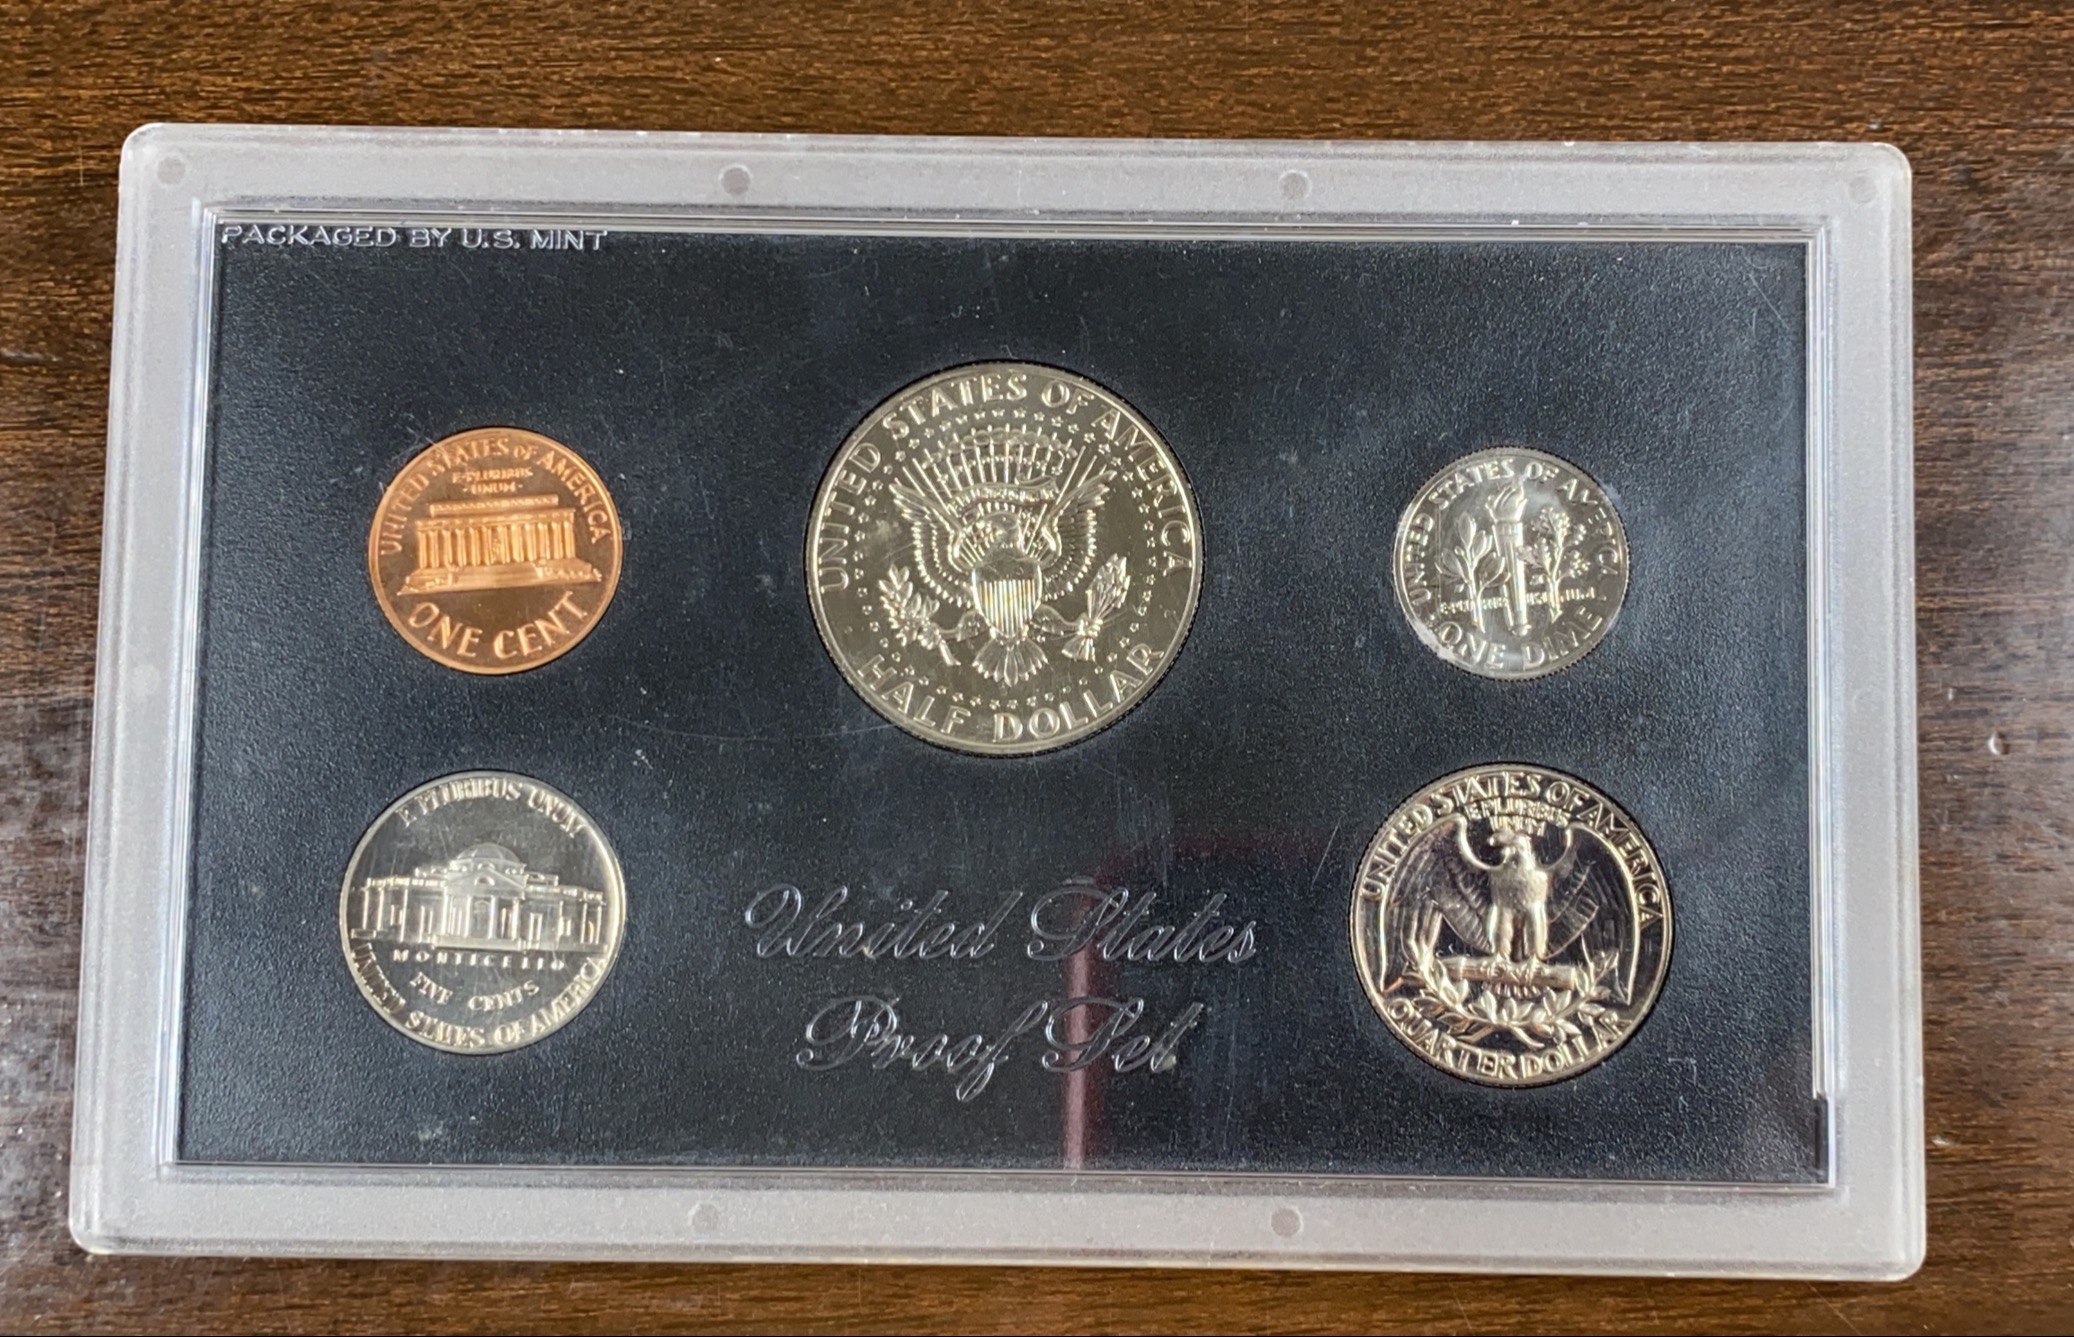 PACKAGED BY U.S. MINT
UNITED STATES OF AMERICA
E PLURIBUS
UNUM
ONE CENT
UNITED STATES OF AMERICA
HALF DOLLAR
UNITED STATES OF AMERICA
E PLURIBUS UNUM
ONE DIME
E PLURIBUS UNUM
MONTICELLO
FIVE CENTS
UNITED STATES OF AMERICA
United States
Proof Set
UNITED STATES OF AMERICA
E PLURIBUS
UNUM
QUARTER DOLLAR